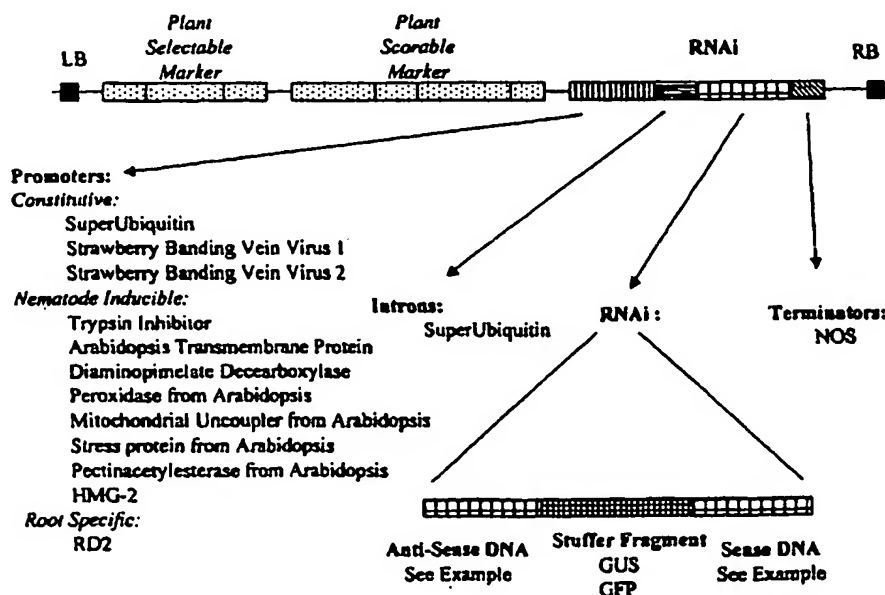 Plant
Selectable
Marker
Plant
Scorable
Marker
LB
RNAi
RB
Promoters:
Constitutive:
SuperUbiquitin
Strawberry Banding Vein Virus 1
Strawberry Banding Vein Virus 2
Nematode Inducible:
Trypsin Inhibitor
Arabidopsis Transmembrane Protein
Diaminopimelate Decearboxylase
Peroxidase from Arabidopsis
Mitochondrial Uncoupler from Arabidopsis
Stress protein from Arabidopsis
Pectinacetylesterase from Arabidopsis
HMG-2
Root Specific:
RD2
Introns:
SuperUbiquitin
RNAi :
Terminators:
NOS
Anti-Sense DNA
See Example
Stuffer Fragment
GUS
GFP
Sense DNA
See Example